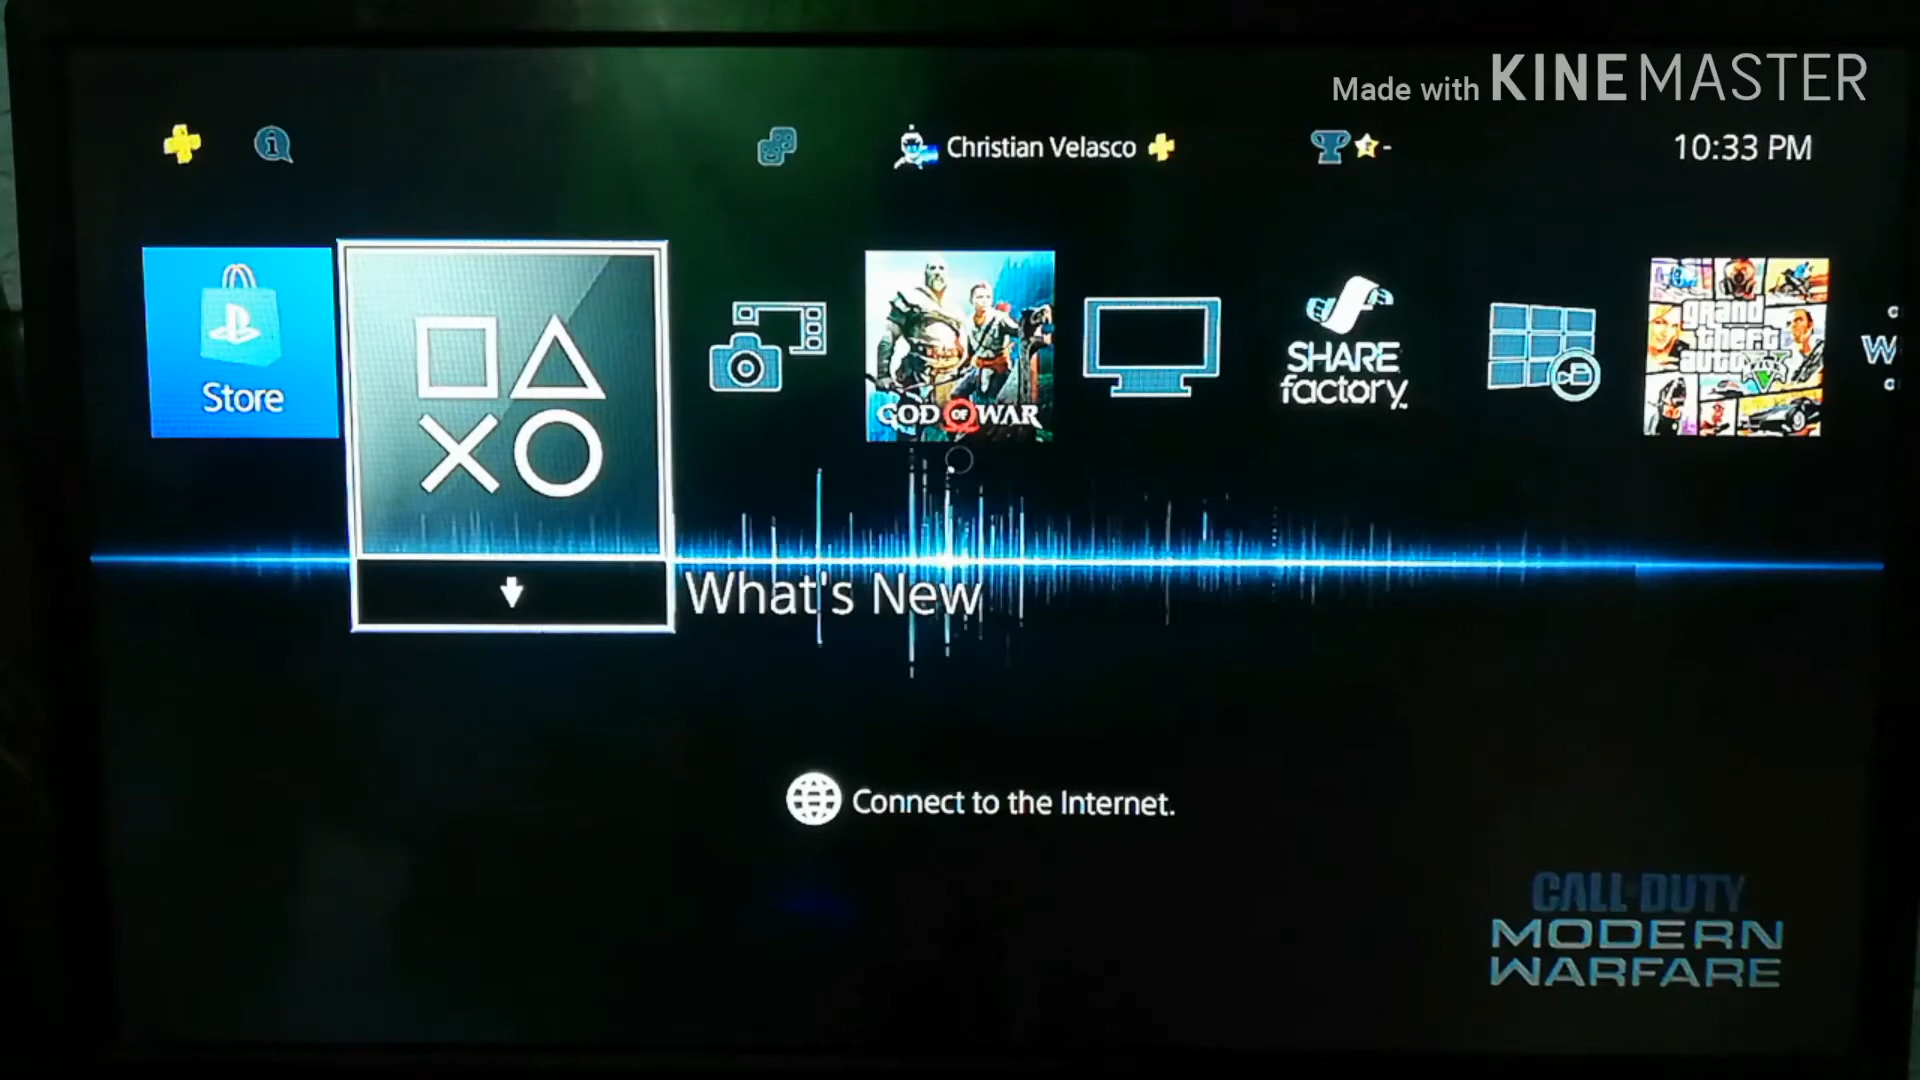 Made with KINEMASTER
Christian Velasco
10:33 PM
Store
GOD OF WAR
SHARE
factory
grand
theft
auto
V
What's New
Connect to the Internet.
CALL OF DUTY
MODERN
WARFARE